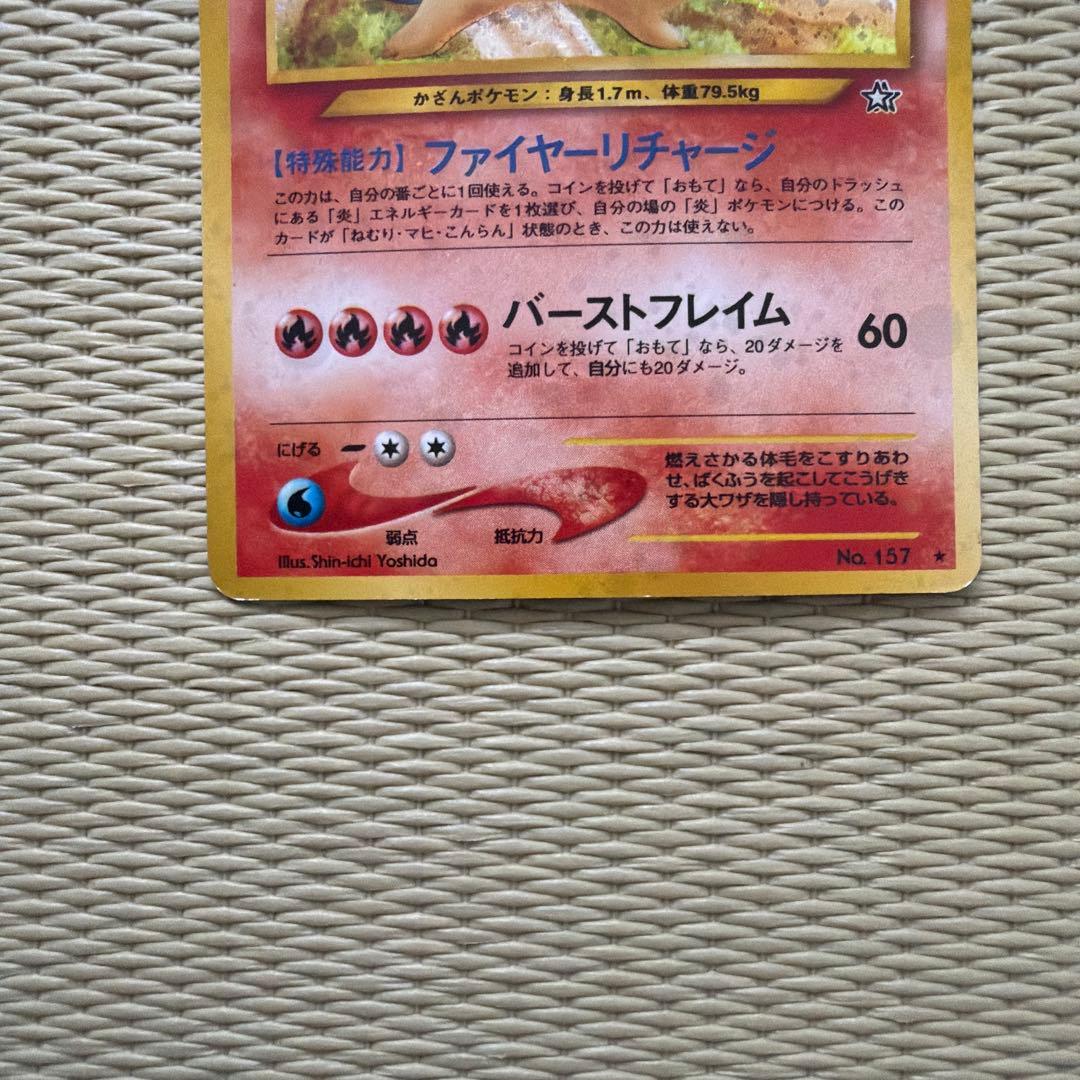 かざんポケモン：身長1.7m、体重79.5kg
【特殊能力】 ファイヤーリチャージ
この力は、自分の番ごとに1回使える。コインを投げて「おもて」なら、自分のトラッシュ
にある「炎」エネルギーカードを1枚選び、自分の場の「炎」ポケモンにつける。この
カードが「ねむり・マヒ・こんらん」状態のとき、この力は使えない。
バーストフレイム 60
コインを投げて「おもて」なら、20ダメージを
追加して、自分にも20ダメージ。
にげる
燃えさかる体毛をこすりあわ
せ、ばくふうを起こしてこうげき
する大ワザを隠し持っている。
弱点 抵抗力
Illus. Shin-ichi Yoshida No. 157 ★